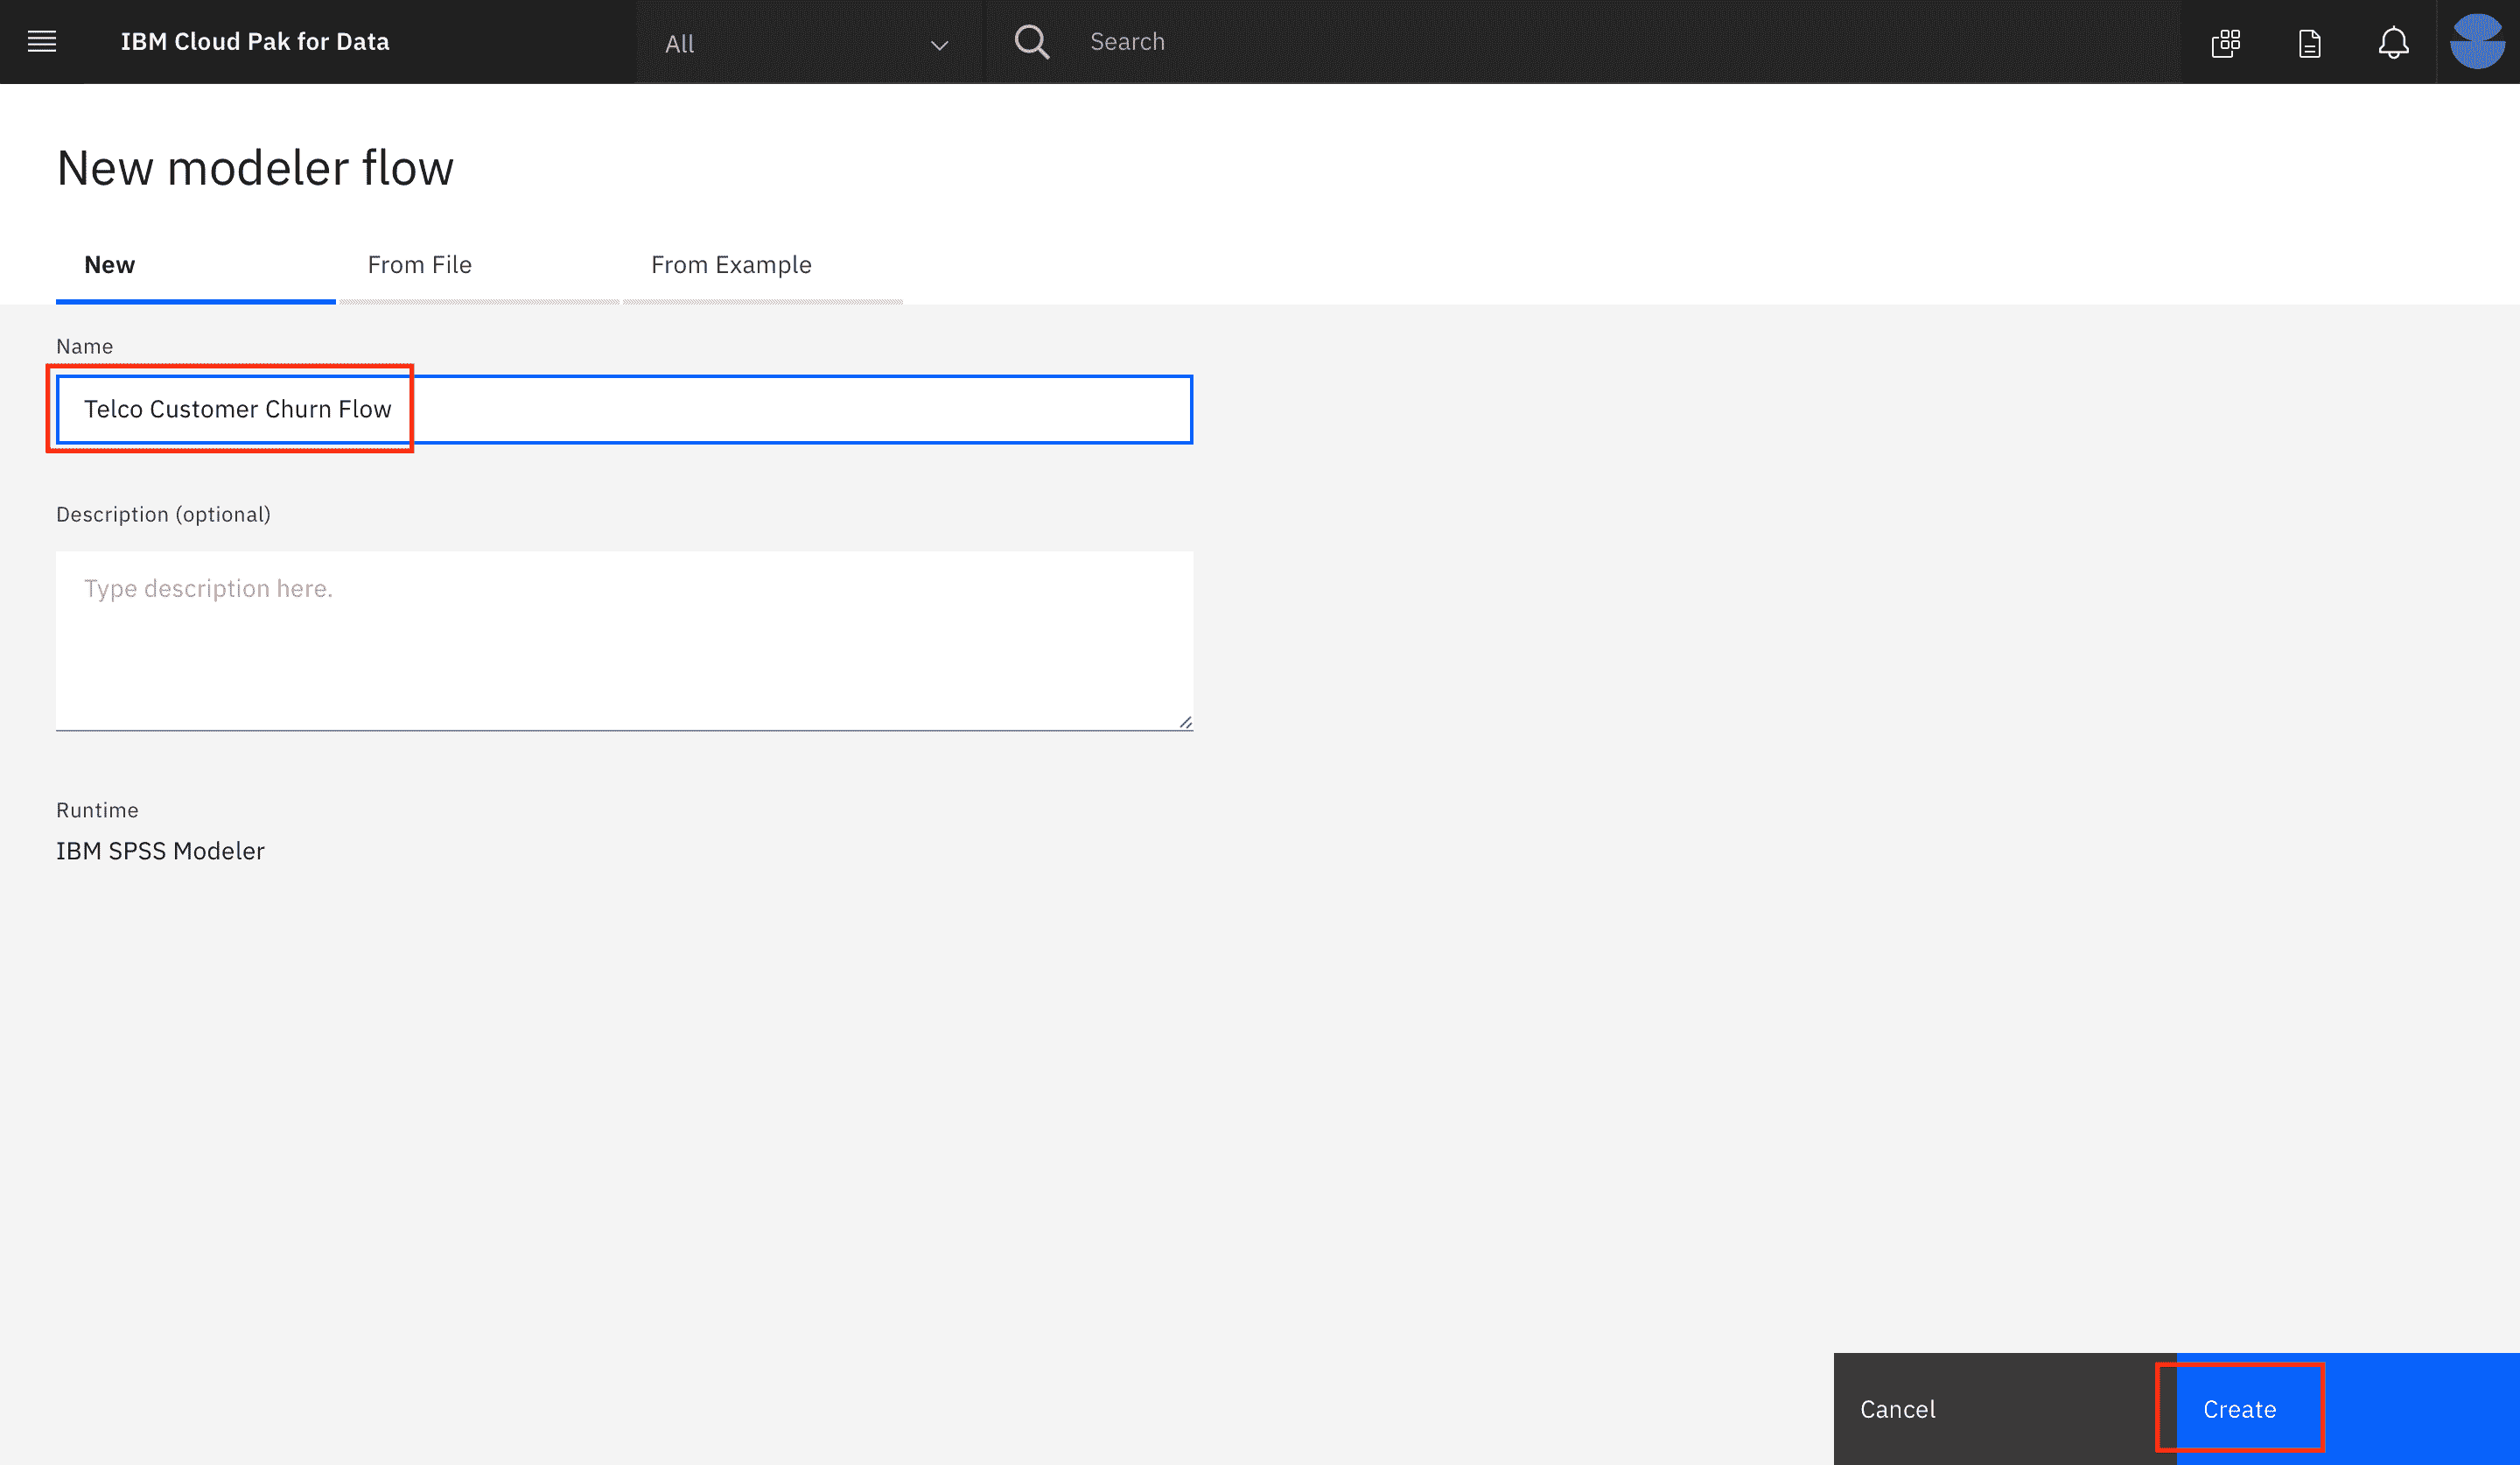 IBM Cloud Pak for Data
All
Search
New modeler flow
New
From File
From Example
Name
Telco Customer Churn Flow
Description (optional)
Type description here.
Runtime
IBM SPSS Modeler
Cancel
Create